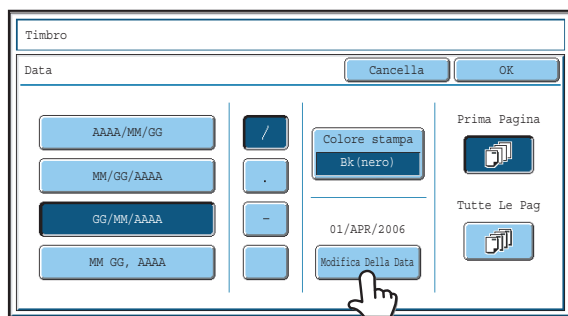 Timbro
Data
Cancella
OK
AAAA/MM/GG
MM/GG/AAAA
GG/MM/AAAA
MM GG, AAAA
/
.
-
Colore stampa
Bk(nero)
01/APR/2006
Modifica Della Data
Prima Pagina
Tutte Le Pag